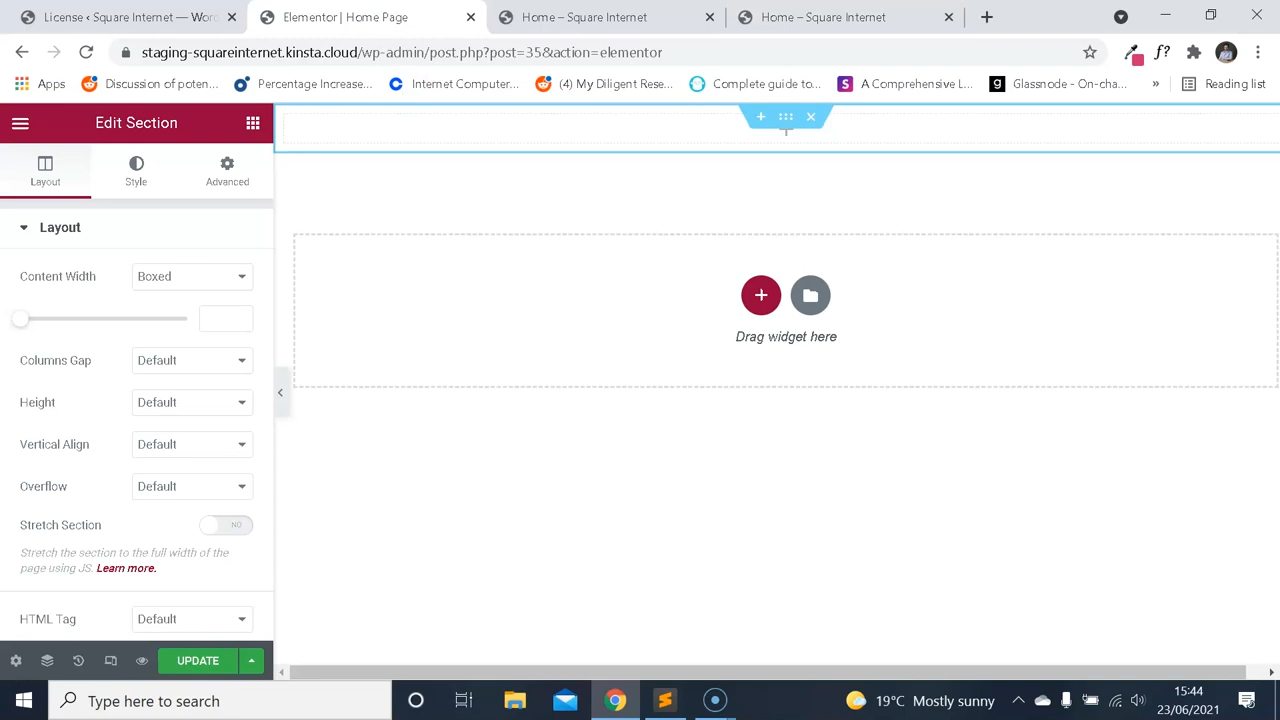 License ‹ Square Internet — Word
Elementor | Home Page
Home – Square Internet
Home – Square Internet
staging-squareinternet.kinsta.cloud/wp-admin/post.php?post=35&action=elementor
f?
Apps
Discussion of poten...
Percentage Increase...
Internet Computer...
(4) My Diligent Rese...
Complete guide to...
A Comprehensive L...
Glassnode - On-cha...
»
Reading list
Edit Section
Layout
Style
Advanced
Layout
Content Width
Boxed
Columns Gap
Default
Height
Default
Vertical Align
Default
Overflow
Default
Stretch Section
NO
Stretch the section to the full width of the
page using JS. Learn more.
HTML Tag
Default
UPDATE
Drag widget here
Type here to search
19°C Mostly sunny
15:44
23/06/2021